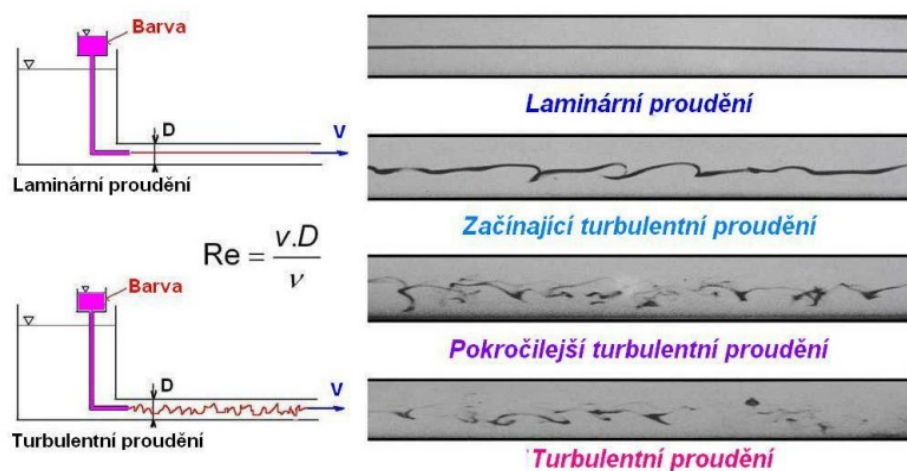 Barva
D
V
Laminární proudění
Re = v.D / ν
Barva
D
V
Turbulentní proudění
Laminární proudění
Začínající turbulentní proudění
Pokročilejší turbulentní proudění
Turbulentní proudění